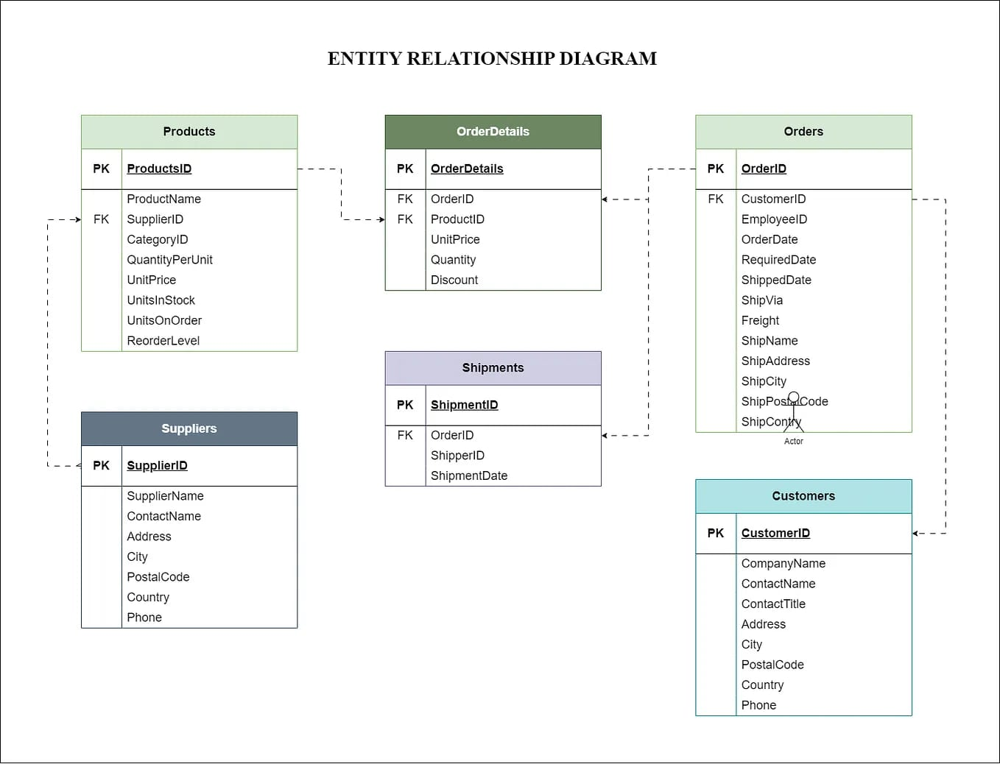 ENTITY RELATIONSHIP DIAGRAM
Products
PK ProductsID
ProductName
FK SupplierID
CategoryID
QuantityPerUnit
UnitPrice
UnitsInStock
UnitsOnOrder
ReorderLevel
OrderDetails
PK OrderDetails
FK OrderID
FK ProductID
UnitPrice
Quantity
Discount
Orders
PK OrderID
FK CustomerID
EmployeeID
OrderDate
RequiredDate
ShippedDate
ShipVia
Freight
ShipName
ShipAddress
ShipCity
ShipPostalCode
ShipContry
Actor
Shipments
PK ShipmentID
FK OrderID
ShipperID
ShipmentDate
Suppliers
PK SupplierID
SupplierName
ContactName
Address
City
PostalCode
Country
Phone
Customers
PK CustomerID
CompanyName
ContactName
ContactTitle
Address
City
PostalCode
Country
Phone